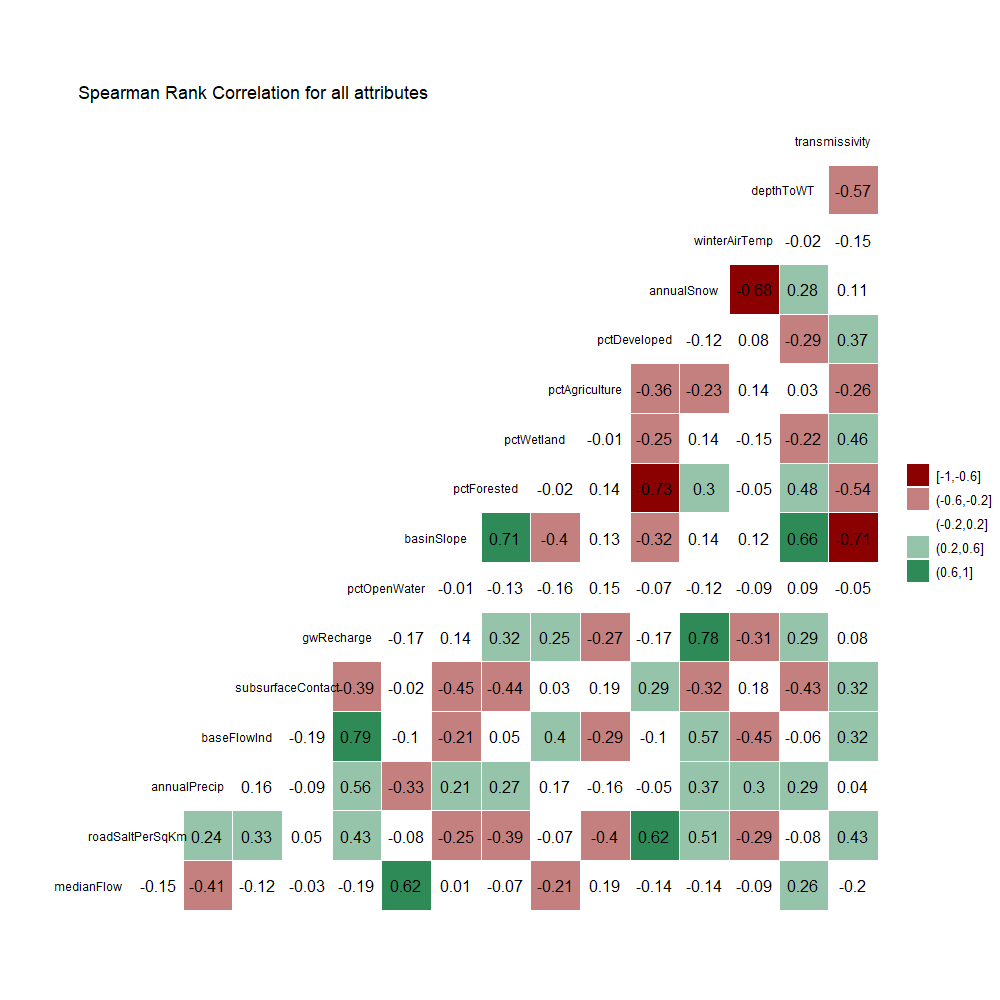 Spearman Rank Correlation for all attributes
transmissivity
depthToWT -0.57
winterAirTemp -0.02 -0.15
annualSnow -0.68 0.28 0.11
pctDeveloped -0.12 0.08 -0.29 0.37
pctAgriculture -0.36 -0.23 0.14 0.03 -0.26
pctWetland -0.01 -0.25 0.14 -0.15 -0.22 0.46
pctForested -0.02 0.14 -0.73 0.3 -0.05 0.48 -0.54
basinSlope 0.71 -0.4 0.13 -0.32 0.14 0.12 0.66 -0.71
pctOpenWater -0.01 -0.13 -0.16 0.15 -0.07 -0.12 -0.09 0.09 -0.05
gwRecharge -0.17 0.14 0.32 0.25 -0.27 -0.17 0.78 -0.31 0.29 0.08
subsurfaceContact -0.39 -0.02 -0.45 -0.44 0.03 0.19 0.29 -0.32 0.18 -0.43 0.32
baseFlowInd -0.19 0.79 -0.1 -0.21 0.05 0.4 -0.29 -0.1 0.57 -0.45 -0.06 0.32
annualPrecip 0.16 -0.09 0.56 -0.33 0.21 0.27 0.17 -0.16 -0.05 0.37 0.3 0.29 0.04
roadSaltPerSqKm 0.24 0.33 0.05 0.43 -0.08 -0.25 -0.39 -0.07 -0.4 0.62 0.51 -0.29 -0.08 0.43
medianFlow -0.15 -0.41 -0.12 -0.03 -0.19 0.62 0.01 -0.07 -0.21 0.19 -0.14 -0.14 -0.09 0.26 -0.2
[-1,-0.6]
(-0.6,-0.2]
(-0.2,0.2]
(0.2,0.6]
(0.6,1]